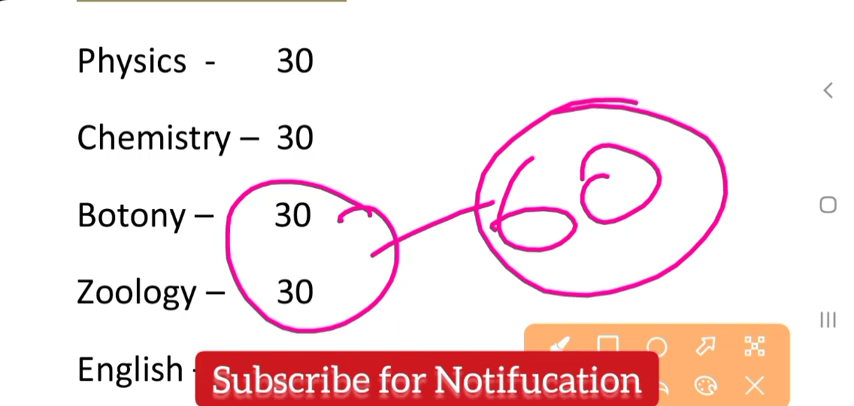 Physics - 30
Chemistry – 30
Botony – 30
60
Zoology – 30
English
Subscribe for Notifucation